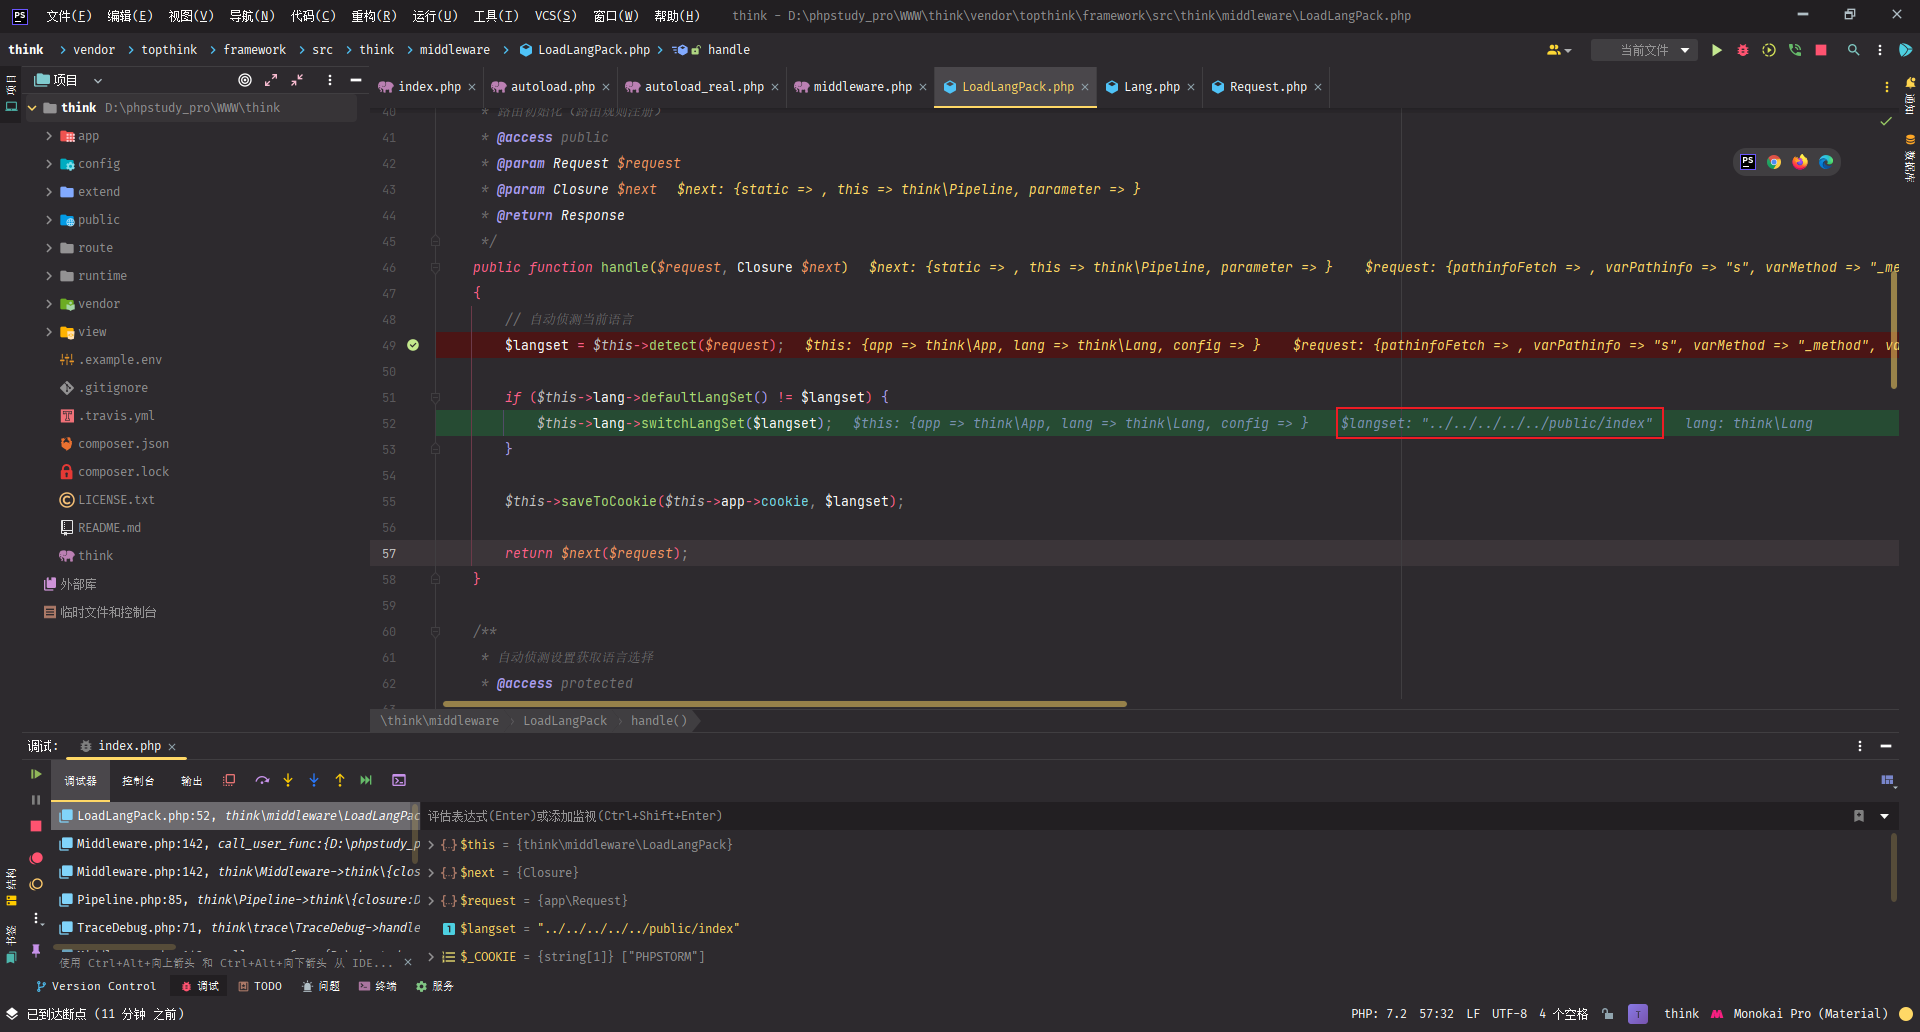 PS 文件(F) 编辑(E) 视图(V) 导航(N) 代码(C) 重构(R) 运行(U) 工具(T) VCS(S) 窗口(W) 帮助(H) think - D:\phpstudy_pro\WWW\think\vendor\topthink\framework\src\think\middleware\LoadLangPack.php
think vendor topthink framework src think middleware LoadLangPack.php handle 当前文件
项目
index.php autoload.php autoload_real.php middleware.php LoadLangPack.php Lang.php Request.php
think D:\phpstudy_pro\WWW\think
app
config
extend
public
route
runtime
vendor
view
.example.env
.gitignore
.travis.yml
composer.json
composer.lock
LICENSE.txt
README.md
think
外部库
临时文件和控制台
项目
结构
书签
通知
数据库
40 * 路由初始化（路由规则注册）
41 * @access public
42 * @param Request $request
43 * @param Closure $next $next: {static => , this => think\Pipeline, parameter => }
44 * @return Response
45 */
46 public function handle($request, Closure $next) $next: {static => , this => think\Pipeline, parameter => } $request: {pathinfoFetch => , varPathinfo => "s", varMethod => "_me
47 {
48 // 自动侦测当前语言
49 $langset = $this->detect($request); $this: {app => think\App, lang => think\Lang, config => } $request: {pathinfoFetch => , varPathinfo => "s", varMethod => "_method", va
50
51 if ($this->lang->defaultLangSet() != $langset) {
52 $this->lang->switchLangSet($langset); $this: {app => think\App, lang => think\Lang, config => } $langset: "../../../../../public/index" lang: think\Lang
53 }
54
55 $this->saveToCookie($this->app->cookie, $langset);
56
57 return $next($request);
58 }
59
60 /**
61 * 自动侦测设置获取语言选择
62 * @access protected
63
PS
\think\middleware LoadLangPack handle()
调试: index.php
调试器 控制台 输出
LoadLangPack.php:52, think\middleware\LoadLangPac
Middleware.php:142, call_user_func:{D:\phpstudy_p
Middleware.php:142, think\Middleware->think\{clos
Pipeline.php:85, think\Pipeline->think\{closure:D
TraceDebug.php:71, think\trace\TraceDebug->handle
使用 Ctrl+Alt+向上箭头 和 Ctrl+Alt+向下箭头 从 IDE...
评估表达式(Enter)或添加监视(Ctrl+Shift+Enter)
{..} $this = {think\middleware\LoadLangPack}
{..} $next = {Closure}
{..} $request = {app\Request}
1 $langset = "../../../../../public/index"
$_COOKIE = {string[1]} ["PHPSTORM"]
Version Control 调试 TODO 问题 终端 服务
已到达断点 (11 分钟 之前)
PHP: 7.2 57:32 LF UTF-8 4 个空格 T think Monokai Pro (Material)